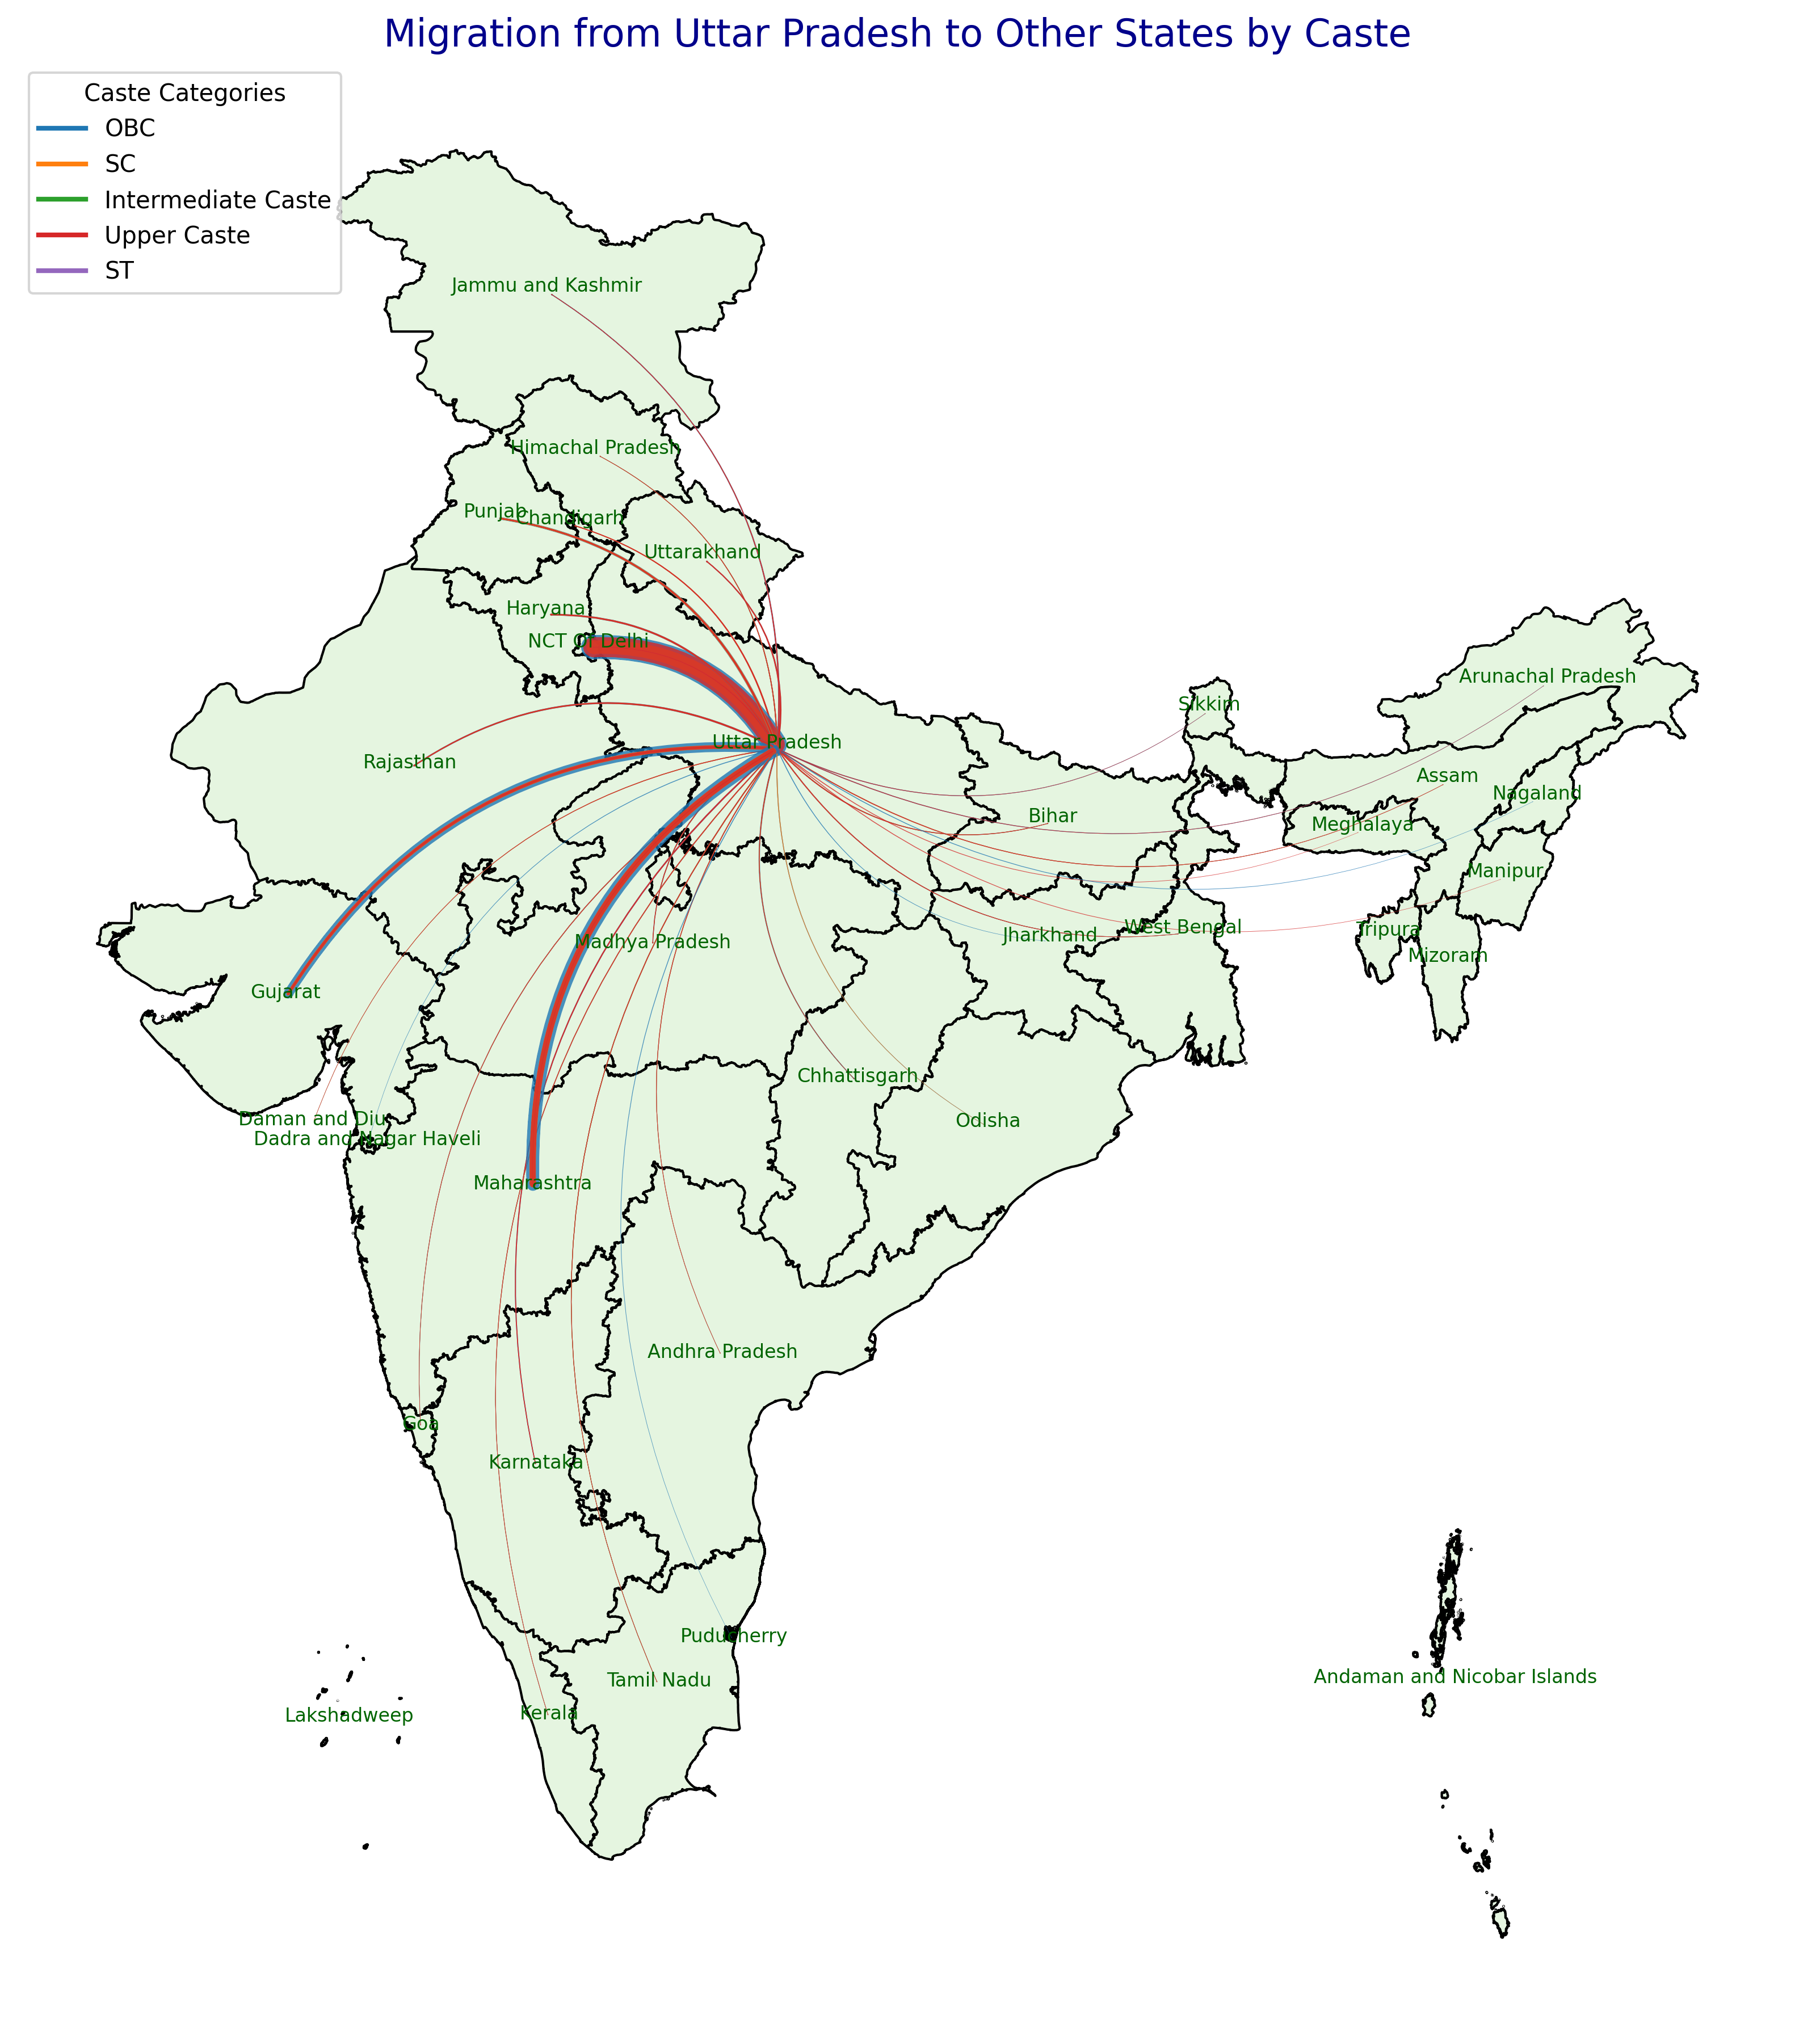 Migration from Uttar Pradesh to Other States by Caste
Caste Categories
OBC
SC
Intermediate Caste
Upper Caste
ST
Jammu and Kashmir
Himachal Pradesh
Punjab
Chandigarh
Uttarakhand
Haryana
NCT Of Delhi
Arunachal Pradesh
Sikkim
Uttar Pradesh
Rajasthan
Assam
Nagaland
Bihar
Meghalaya
Manipur
West Bengal
Tripura
Jharkhand
Madhya Pradesh
Mizoram
Gujarat
Chhattisgarh
Daman and Diu
Odisha
Dadra and Nagar Haveli
Maharashtra
Andhra Pradesh
Goa
Karnataka
Puducherry
Andaman and Nicobar Islands
Tamil Nadu
Kerala
Lakshadweep